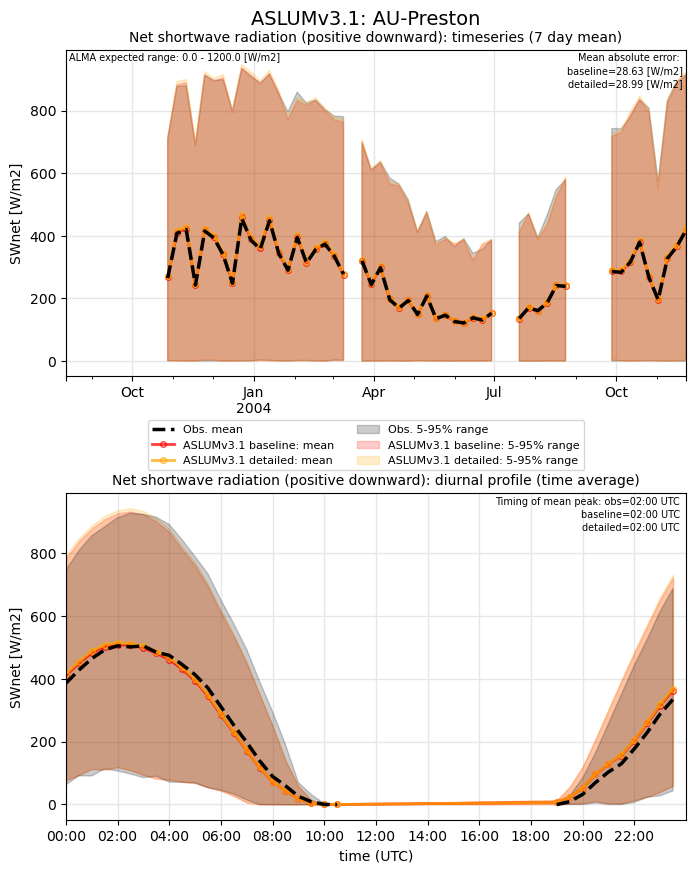 ASLUMv3.1: AU-Preston
Net shortwave radiation (positive downward): timeseries (7 day mean)
ALMA expected range: 0.0 - 1200.0 [W/m2]
Mean absolute error:
baseline=28.63 [W/m2]
detailed=28.99 [W/m2]
SWnet [W/m2]
800
600
400
200
0
Oct
Jan
2004
Apr
Jul
Oct
Obs. mean
ASLUMv3.1 baseline: mean
ASLUMv3.1 detailed: mean
Obs. 5-95% range
ASLUMv3.1 baseline: 5-95% range
ASLUMv3.1 detailed: 5-95% range
Net shortwave radiation (positive downward): diurnal profile (time average)
Timing of mean peak: obs=02:00 UTC
baseline=02:00 UTC
detailed=02:00 UTC
SWnet [W/m2]
800
600
400
200
0
00:00 02:00 04:00 06:00 08:00 10:00 12:00 14:00 16:00 18:00 20:00 22:00
time (UTC)